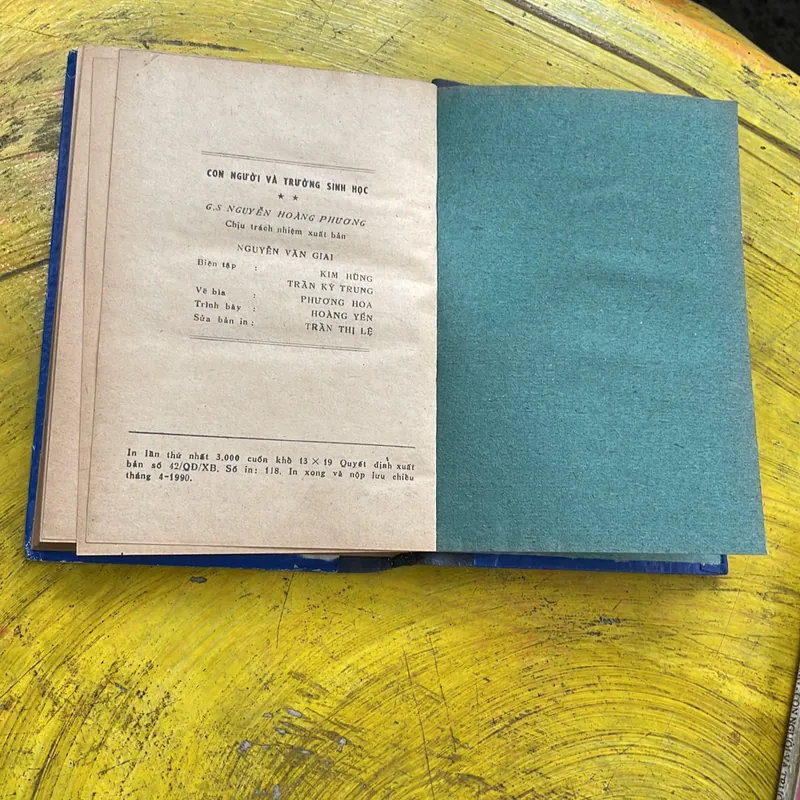 CON NGƯỜI VÀ TRƯỜNG SINH HỌC
★ ★
G.S NGUYỄN HOÀNG PHƯƠNG
Chịu trách nhiệm xuất bản
NGUYỄN VĂN GIAI
Biên tập : KIM HÙNG
TRẦN KỲ TRUNG
Vẽ bìa : PHƯƠNG HOA
Trình bày : HOÀNG YẾN
Sửa bản in : TRẦN THỊ LỆ
In lần thứ nhất 3,000 cuốn khổ 13 × 19 Quyết định xuất
bản số 42/QĐ/XB. Số in: 118. In xong và nộp lưu chiều
tháng 4-1990.